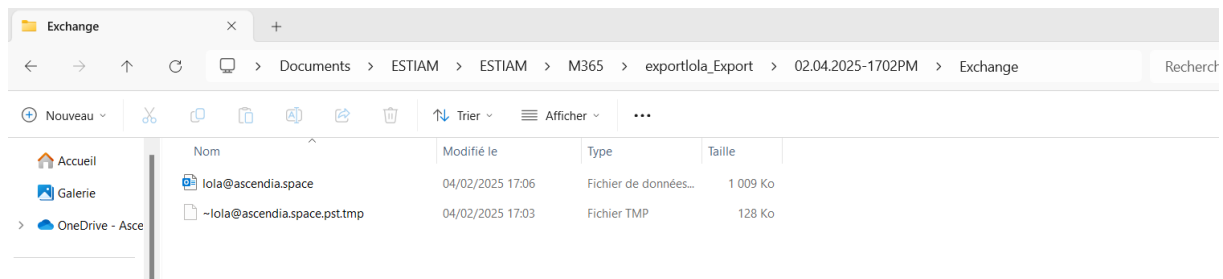 Exchange
Documents > ESTIAM > ESTIAM > M365 > exportlola_Export > 02.04.2025-1702PM > Exchange Recherch
Nouveau Trier Afficher
Nom Modifié le Type Taille
Accueil
lola@ascendia.space 04/02/2025 17:06 Fichier de données... 1 009 Ko
Galerie
~lola@ascendia.space.pst.tmp 04/02/2025 17:03 Fichier TMP 128 Ko
OneDrive - Asce